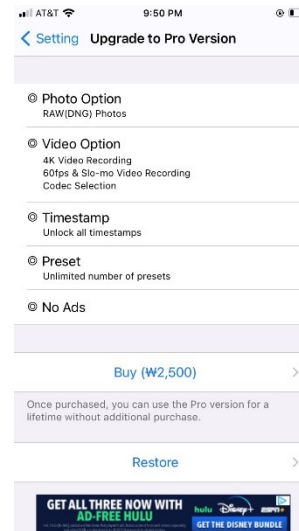 AT&T 9:50 PM
Setting Upgrade to Pro Version
Photo Option
RAW(DNG) Photos
Video Option
4K Video Recording
60fps & Slo-mo Video Recording
Codec Selection
Timestamp
Unlock all timestamps
Preset
Unlimited number of presets
No Ads
Buy (₩2,500)
Once purchased, you can use the Pro version for a
lifetime without additional purchase.
Restore
GET ALL THREE NOW WITH
AD-FREE HULU
hulu Disney+ ESPN+
GET THE DISNEY BUNDLE